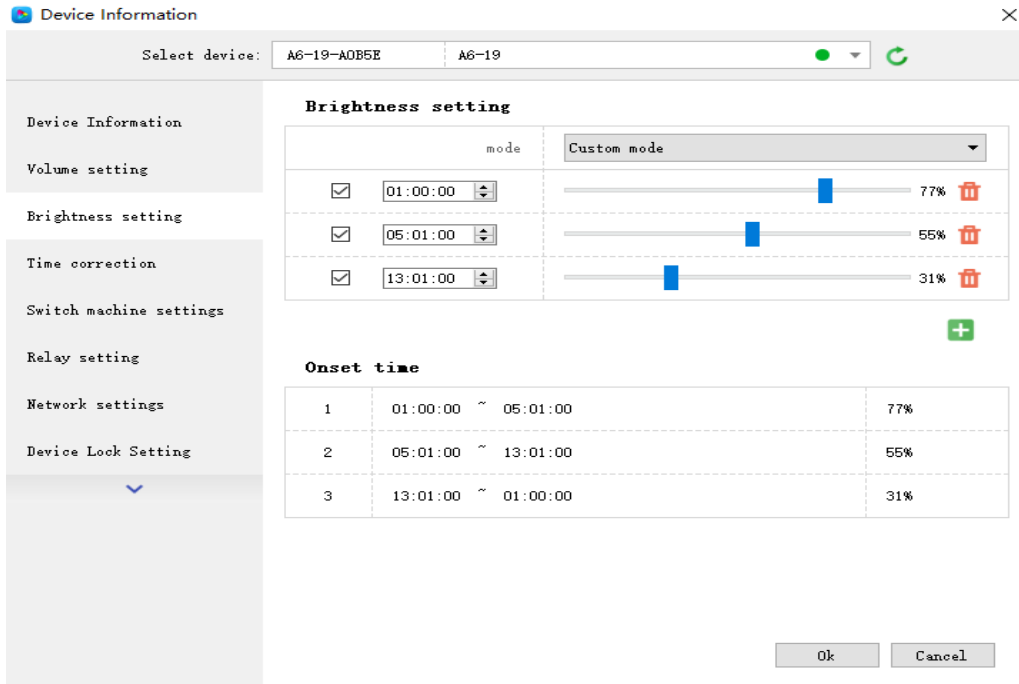 Device Information
Select device: A6-19-A0B5E A6-19
Device Information
Volume setting
Brightness setting
Time correction
Switch machine settings
Relay setting
Network settings
Device Lock Setting
Brightness setting
mode Custom mode
01:00:00 77%
05:01:00 55%
13:01:00 31%
Onset time
1 01:00:00 ~ 05:01:00 77%
2 05:01:00 ~ 13:01:00 55%
3 13:01:00 ~ 01:00:00 31%
Ok Cancel